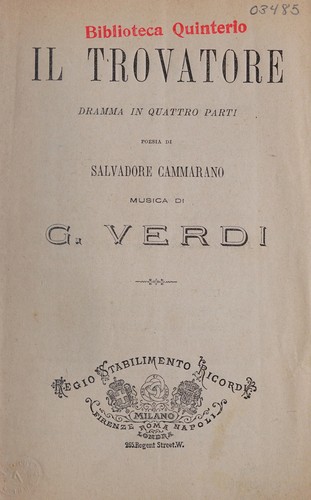 03485
Biblioteca Quinterio
IL TROVATORE
DRAMMA IN QUATTRO PARTI
POESIA DI
SALVADORE CAMMARANO
MUSICA DI
G. VERDI
REGIO STABILIMENTO RICORDI
MILANO
FIRENZE ROMA NAPOLI
LONDRA
265 Regent Street.W.